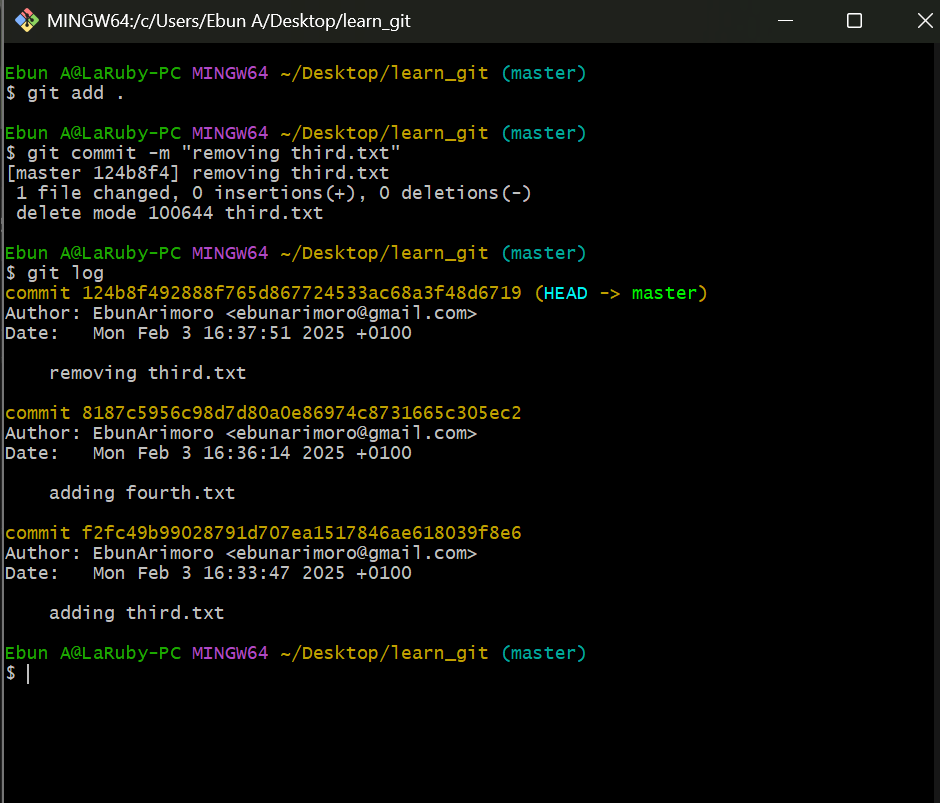 MINGW64:/c/Users/Ebun A/Desktop/learn_git
Ebun A@LaRuby-PC MINGW64 ~/Desktop/learn_git (master)
$ git add .
Ebun A@LaRuby-PC MINGW64 ~/Desktop/learn_git (master)
$ git commit -m "removing third.txt"
[master 124b8f4] removing third.txt
 1 file changed, 0 insertions(+), 0 deletions(-)
 delete mode 100644 third.txt
Ebun A@LaRuby-PC MINGW64 ~/Desktop/learn_git (master)
$ git log
commit 124b8f492888f765d867724533ac68a3f48d6719 (HEAD -> master)
Author: EbunArimoro <ebunarimoro@gmail.com>
Date:   Mon Feb 3 16:37:51 2025 +0100
    removing third.txt
commit 8187c5956c98d7d80a0e86974c8731665c305ec2
Author: EbunArimoro <ebunarimoro@gmail.com>
Date:   Mon Feb 3 16:36:14 2025 +0100
    adding fourth.txt
commit f2fc49b99028791d707ea1517846ae618039f8e6
Author: EbunArimoro <ebunarimoro@gmail.com>
Date:   Mon Feb 3 16:33:47 2025 +0100
    adding third.txt
Ebun A@LaRuby-PC MINGW64 ~/Desktop/learn_git (master)
$